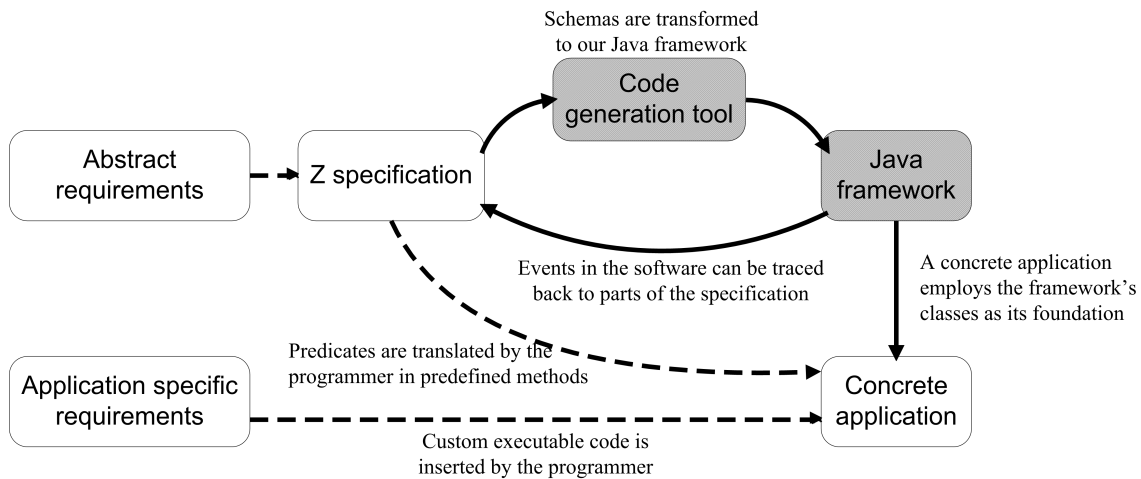 Schemas are transformed
to our Java framework
Code
generation tool
Abstract
requirements
Z specification
Java
framework
Events in the software can be traced
back to parts of the specification
A concrete application
employs the framework's
classes as its foundation
Predicates are translated by the
programmer in predefined methods
Application specific
requirements
Concrete
application
Custom executable code is
inserted by the programmer